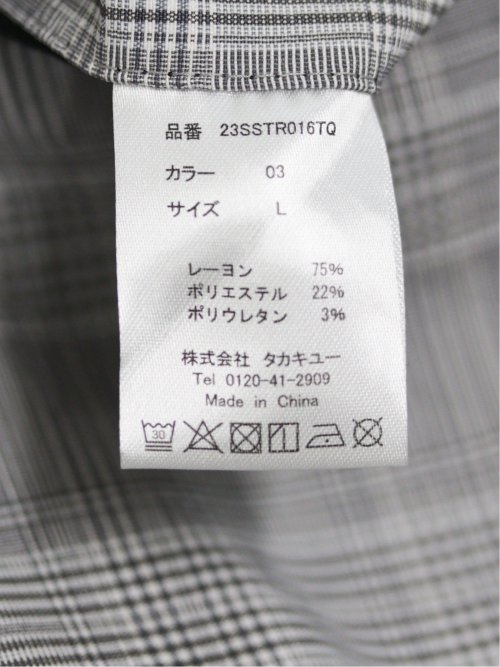 品番 23SSTR016TQ
カラー 03
サイズ L
レーヨン 75%
ポリエステル 22%
ポリウレタン 3%
株式会社 タカキユー
Tel 0120-41-2909
Made in China
30